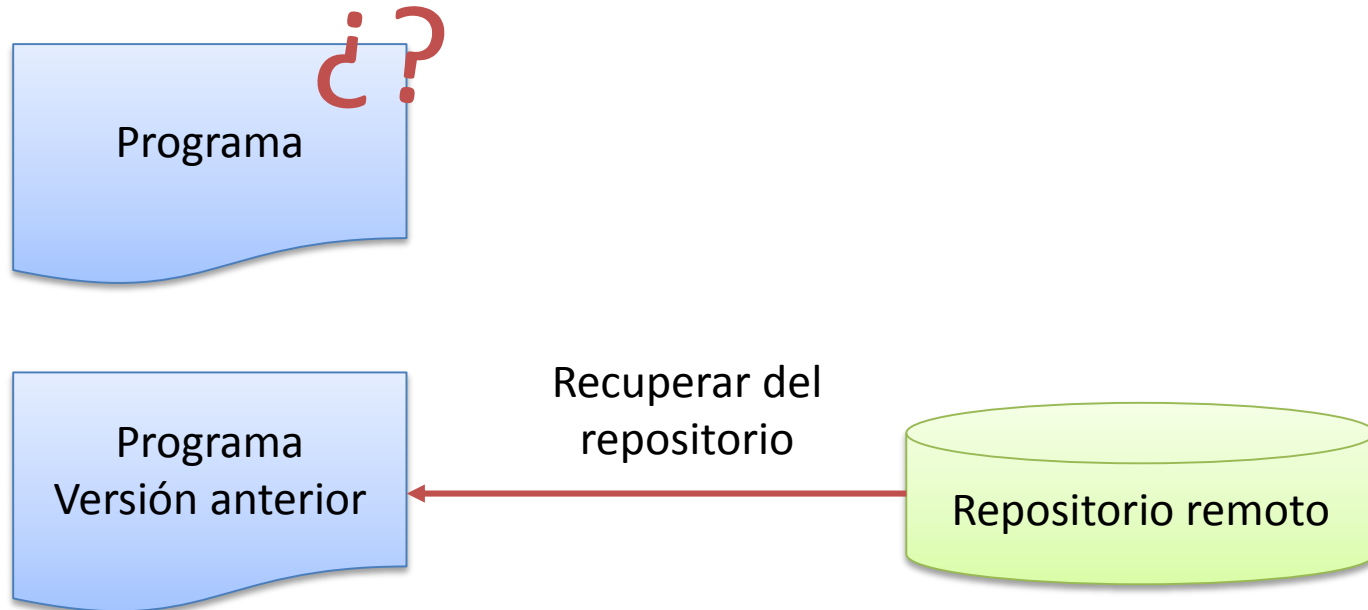 ¿?
Programa
Recuperar del
repositorio
Programa
Versión anterior
Repositorio remoto